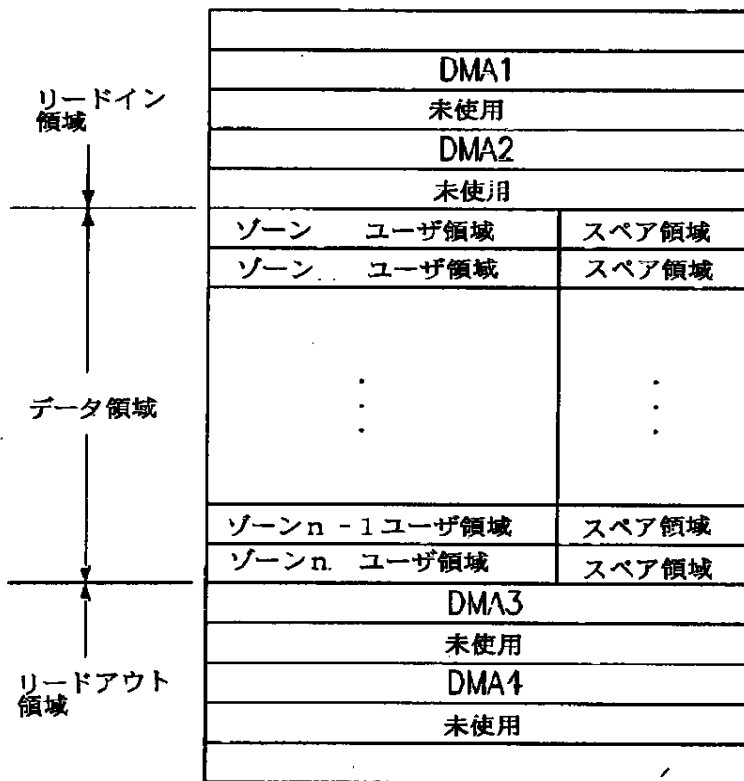 DMA1
リードイン
領域
未使用
DMA2
未使用
ゾーン ユーザ領域 スペア領域
ゾーン ユーザ領域 スペア領域
データ領域
ゾーンn -1ユーザ領域 スペア領域
ゾーンn. ユーザ領域 スペア領域
DMA3
未使用
リードアウト
領域
DMA4
未使用